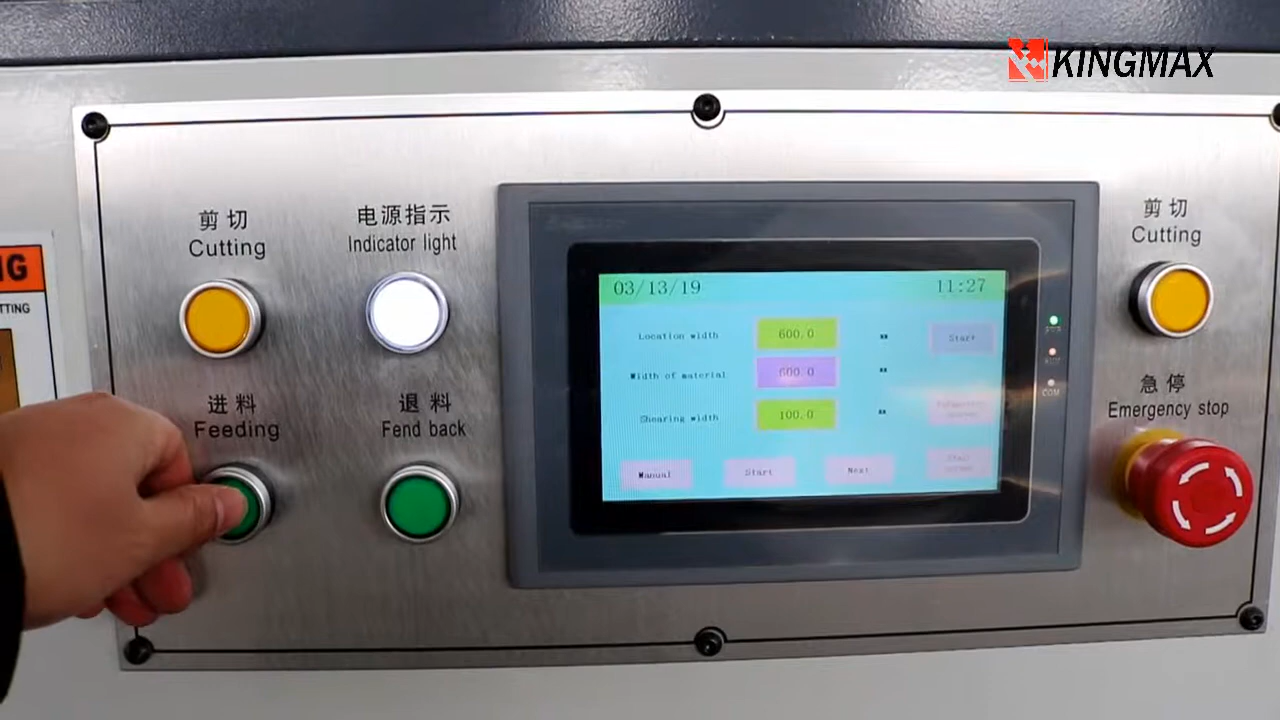 KINGMAX
剪切
Cutting
电源指示
Indicator light
剪切
Cutting
NG
TTING
03/13/19
11:27
Location width
600.0
Start
Width of material
600.0
Shearing width
100.0
Manual
Start
Next
COM
进料
Feeding
退料
Fend back
急停
Emergency stop